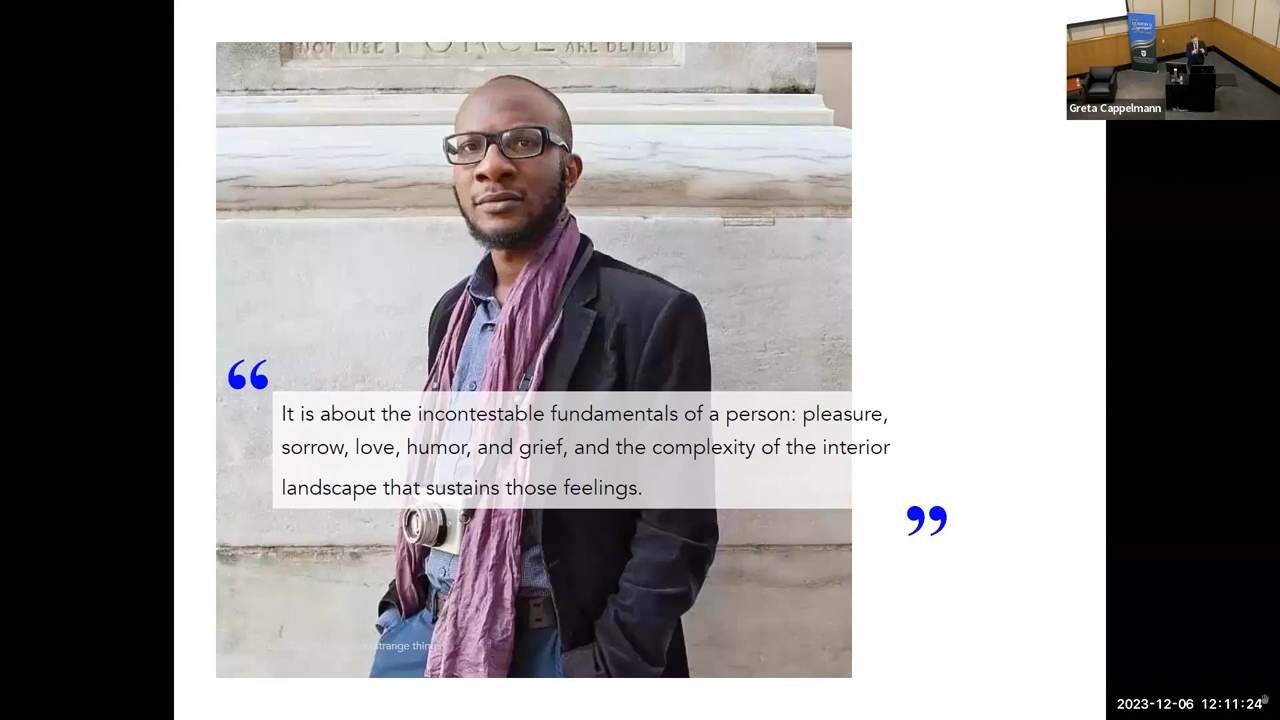 NOT USE FORCE ARE DENIED
Greta Cappelmann
“
It is about the incontestable fundamentals of a person: pleasure,
sorrow, love, humor, and grief, and the complexity of the interior
landscape that sustains those feelings.
”
strange things
2023-12-06 12:11:24